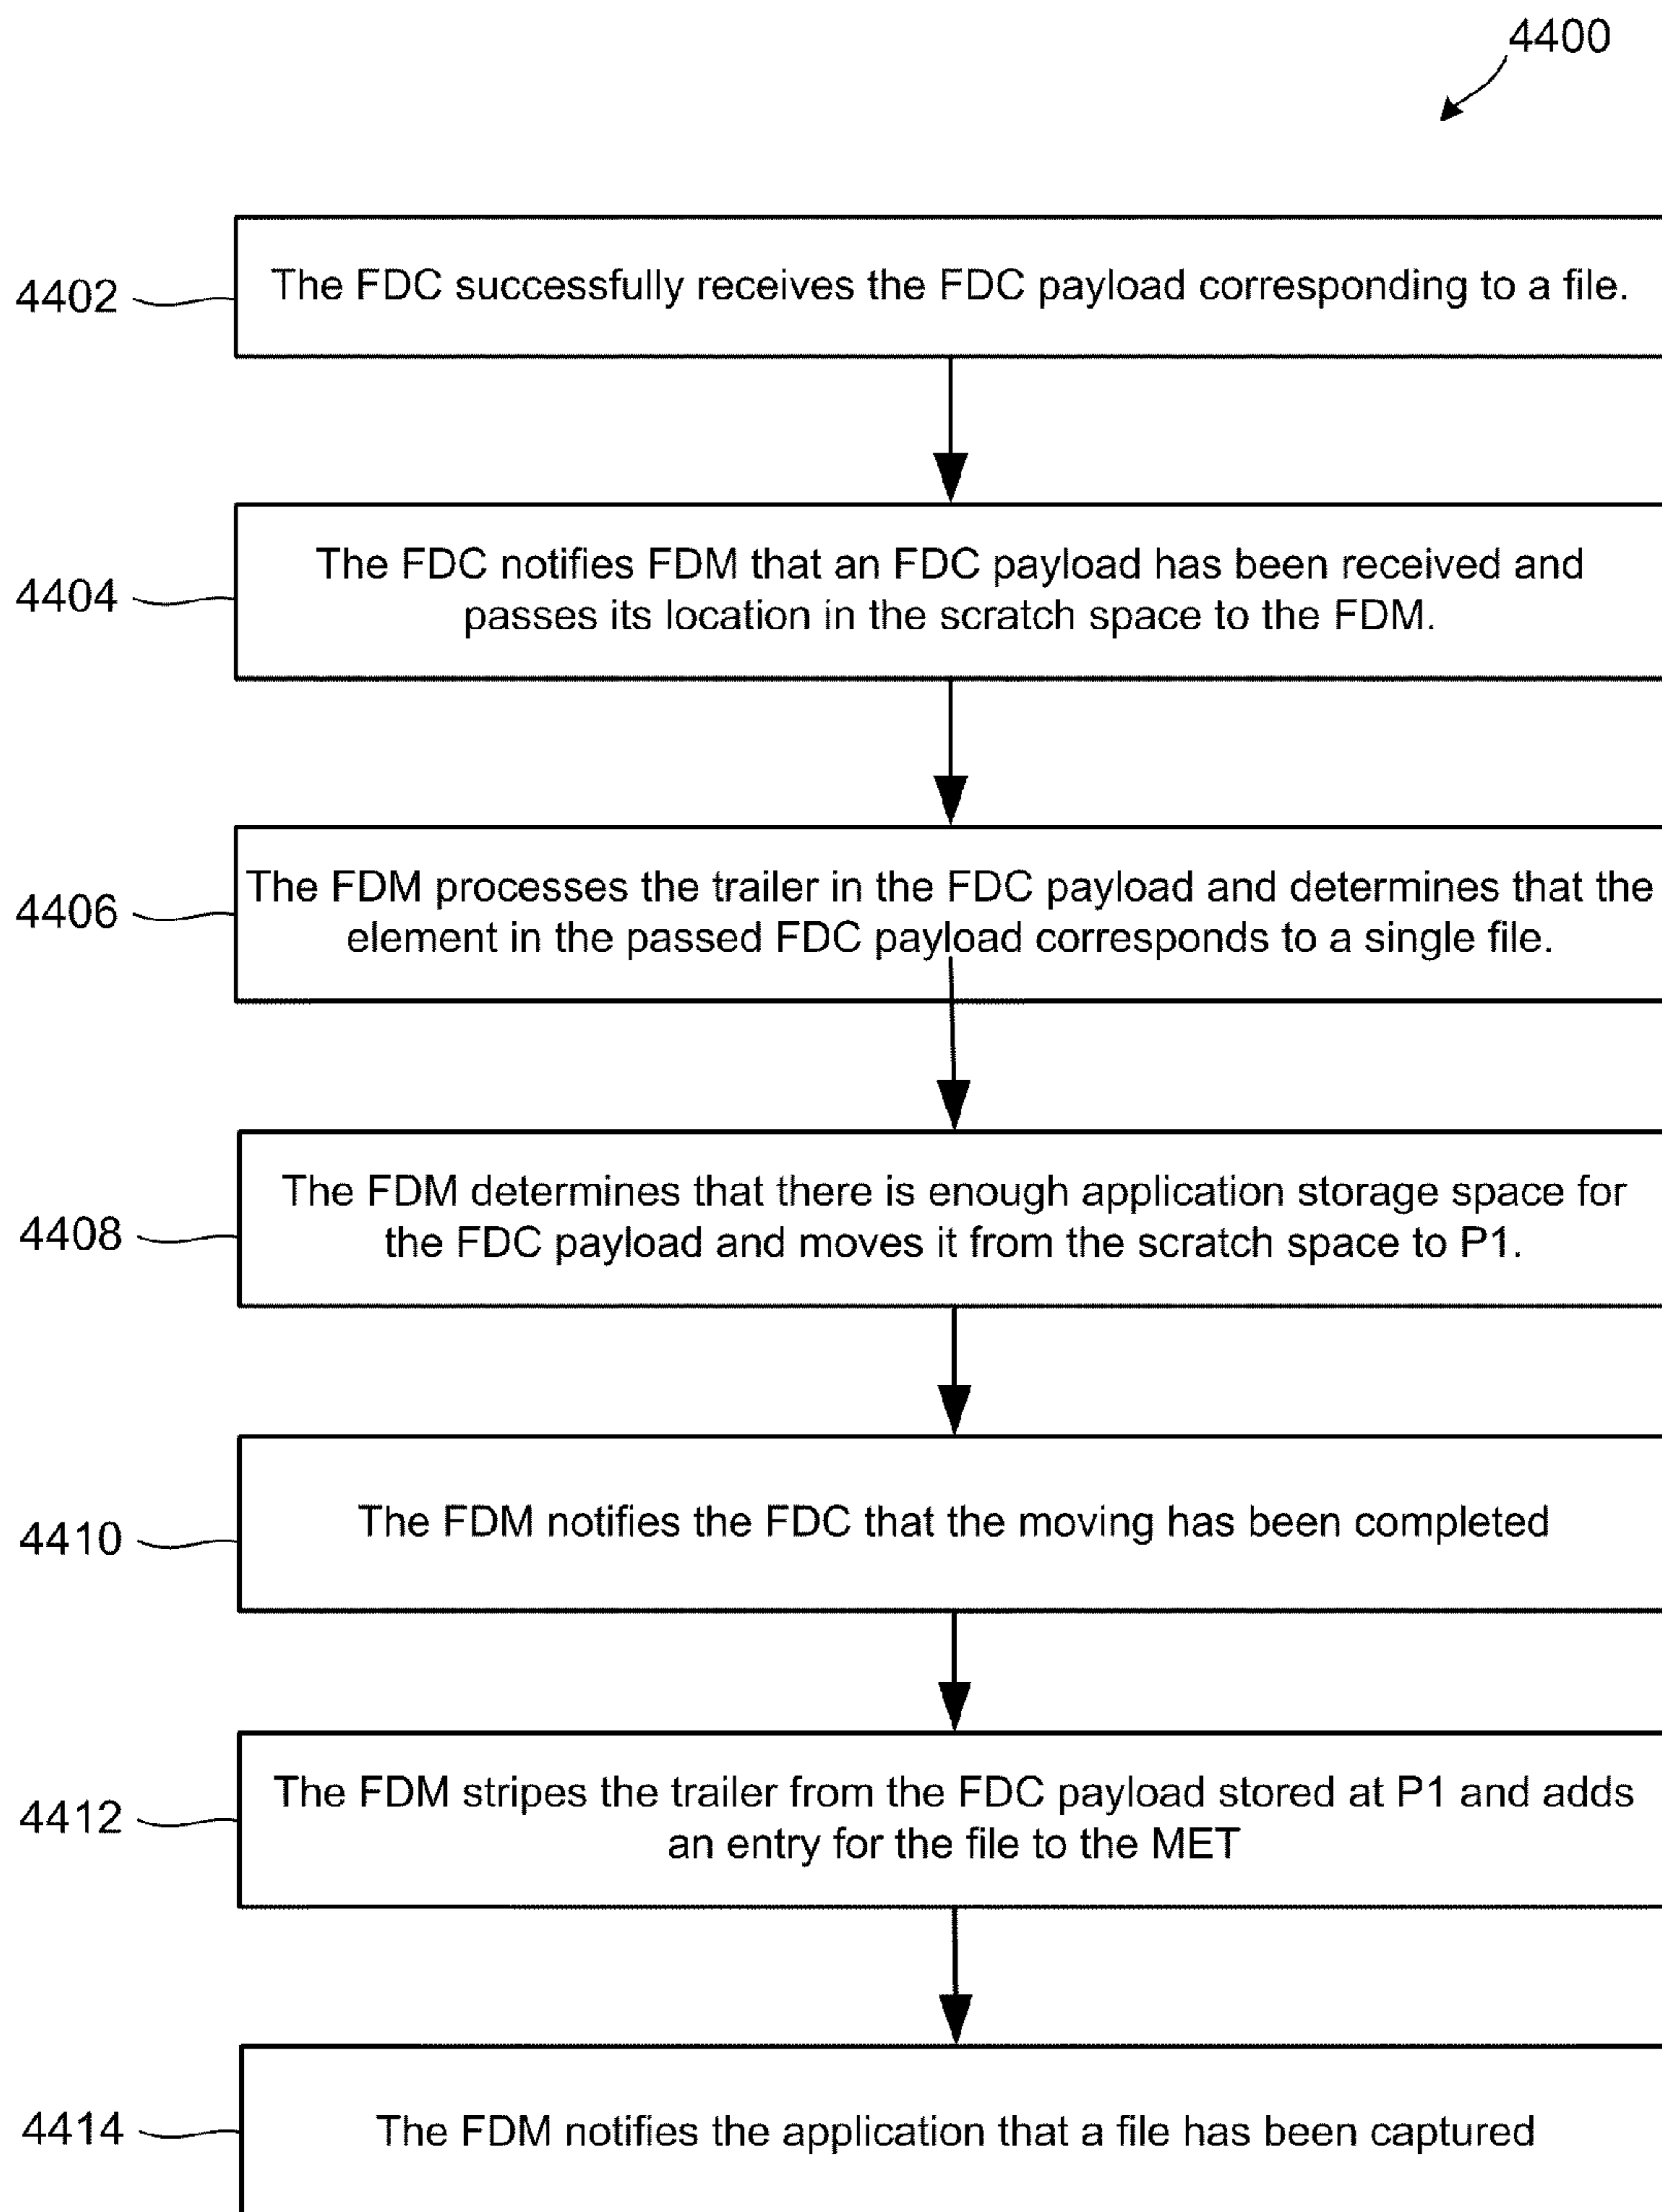 4400
4402
The FDC successfully receives the FDC payload corresponding to a file.
4404
The FDC notifies FDM that an FDC payload has been received and
passes its location in the scratch space to the FDM.
4406
The FDM processes the trailer in the FDC payload and determines that the
element in the passed FDC payload corresponds to a single file.
4408
The FDM determines that there is enough application storage space for
the FDC payload and moves it from the scratch space to P1.
4410
The FDM notifies the FDC that the moving has been completed
4412
The FDM stripes the trailer from the FDC payload stored at P1 and adds
an entry for the file to the MET
4414
The FDM notifies the application that a file has been captured